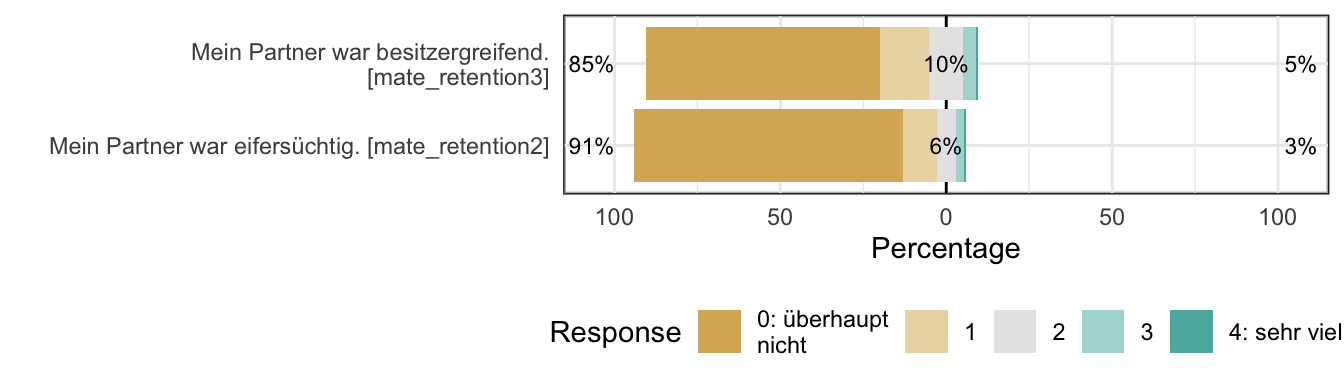 Mein Partner war besitzergreifend.
[mate_retention3]
85%
10%
5%
Mein Partner war eifersüchtig. [mate_retention2]
91%
6%
3%
100
50
0
50
100
Percentage
Response
0: überhaupt
nicht
1
2
3
4: sehr viel